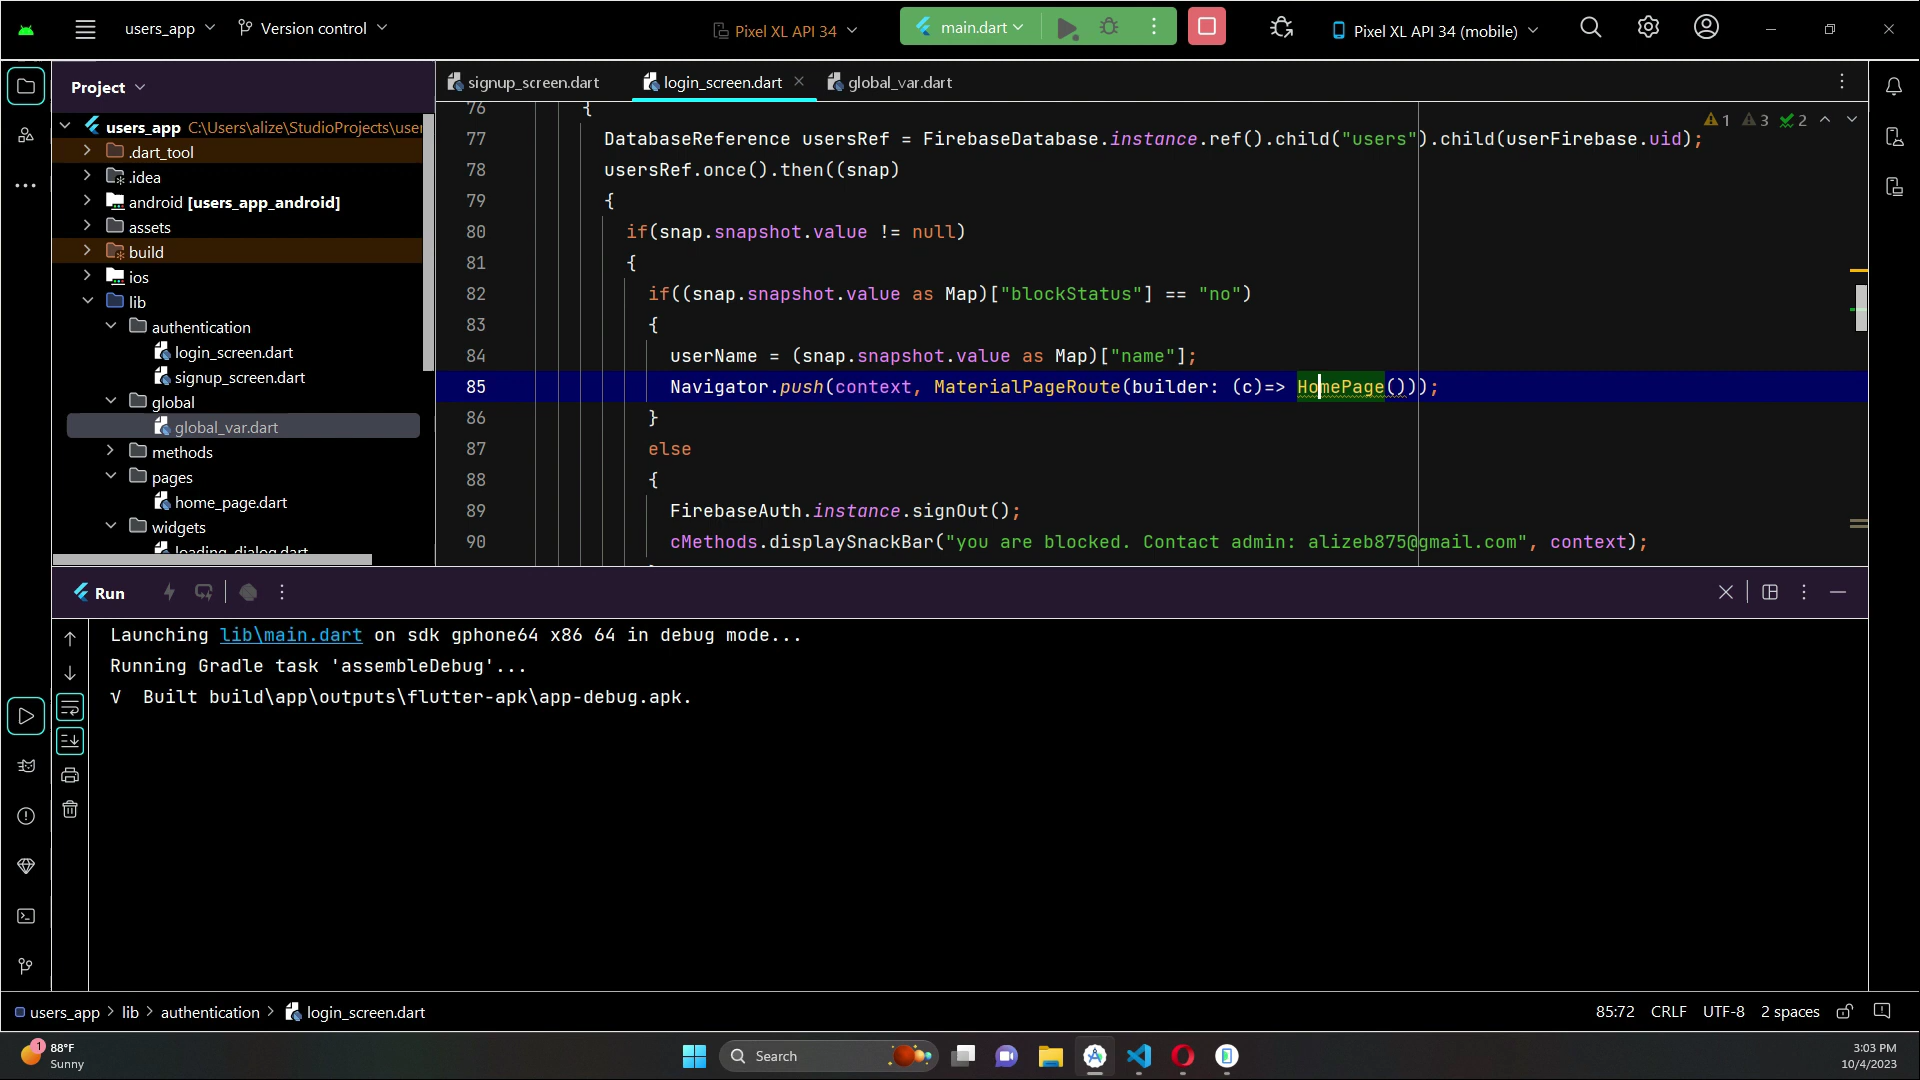 users_app
Version control
Pixel XL API 34
main.dart
Pixel XL API 34 (mobile)
Project
signup_screen.dart
login_screen.dart
global_var.dart
users_app C:\Users\alize\StudioProjects\user
.dart_tool
.idea
android [users_app_android]
assets
build
ios
lib
authentication
login_screen.dart
signup_screen.dart
global
global_var.dart
methods
pages
home_page.dart
widgets
loading_dialog.dart
1 3 2
76 {
77 DatabaseReference usersRef = FirebaseDatabase.instance.ref().child("users").child(userFirebase.uid);
78 usersRef.once().then((snap)
79 {
80 if(snap.snapshot.value != null)
81 {
82 if((snap.snapshot.value as Map)["blockStatus"] == "no")
83 {
84 userName = (snap.snapshot.value as Map)["name"];
85 Navigator.push(context, MaterialPageRoute(builder: (c)=> HomePage()));
86 }
87 else
88 {
89 FirebaseAuth.instance.signOut();
90 cMethods.displaySnackBar("you are blocked. Contact admin: alizeb875@gmail.com", context);
Run
Launching lib\main.dart on sdk gphone64 x86 64 in debug mode...
Running Gradle task 'assembleDebug'...
√ Built build\app\outputs\flutter-apk\app-debug.apk.
users_app > lib > authentication > login_screen.dart
85:72 CRLF UTF-8 2 spaces
1
88°F
Sunny
Search
3:03 PM
10/4/2023